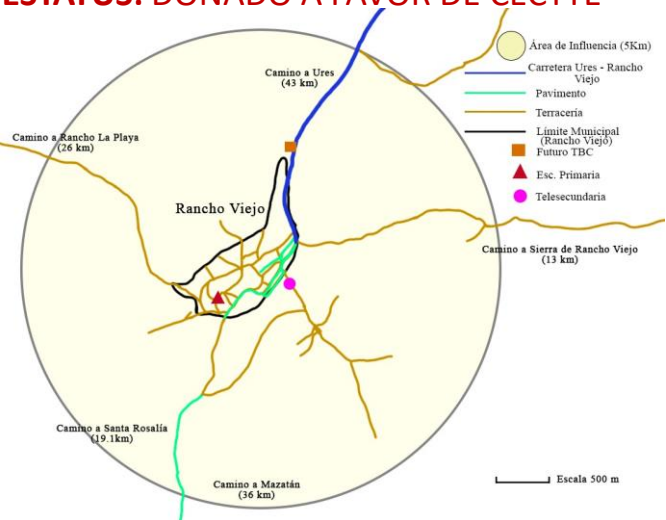 ESTATUS: DONADO A FAVOR DE CECYTE
Área de Influencia (5Km)
Carretera Ures - Rancho
Viejo
Pavimento
Terracería
Límite Municipal
(Rancho Viejo)
Futuro TBC
Esc. Primaria
Telesecundaria
Camino a Ures
(43 km)
Camino a Rancho La Playa
(26 km)
Rancho Viejo
Camino a Sierra de Rancho Viejo
(13 km)
Camino a Santa Rosalía
(19.1km)
Camino a Mazatán
(36 km)
Escala 500 m